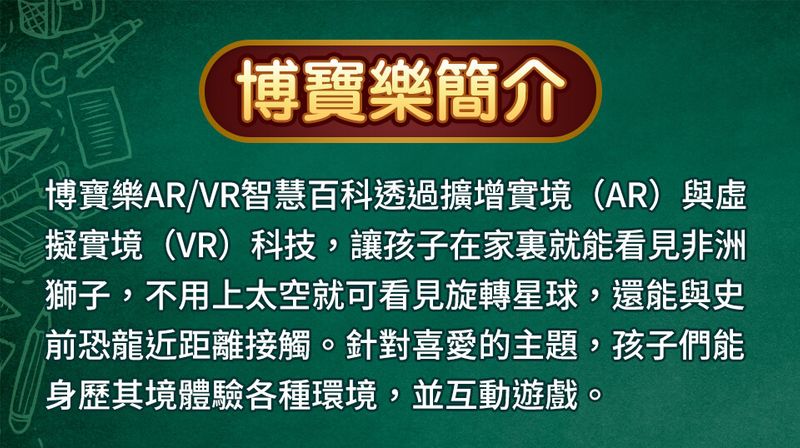 博寶樂簡介
博寶樂AR/VR智慧百科透過擴增實境（AR）與虛
擬實境（VR）科技，讓孩子在家裏就能看見非洲
獅子，不用上太空就可看見旋轉星球，還能與史
前恐龍近距離接觸。針對喜愛的主題，孩子們能
身歷其境體驗各種環境，並互動遊戲。
BC